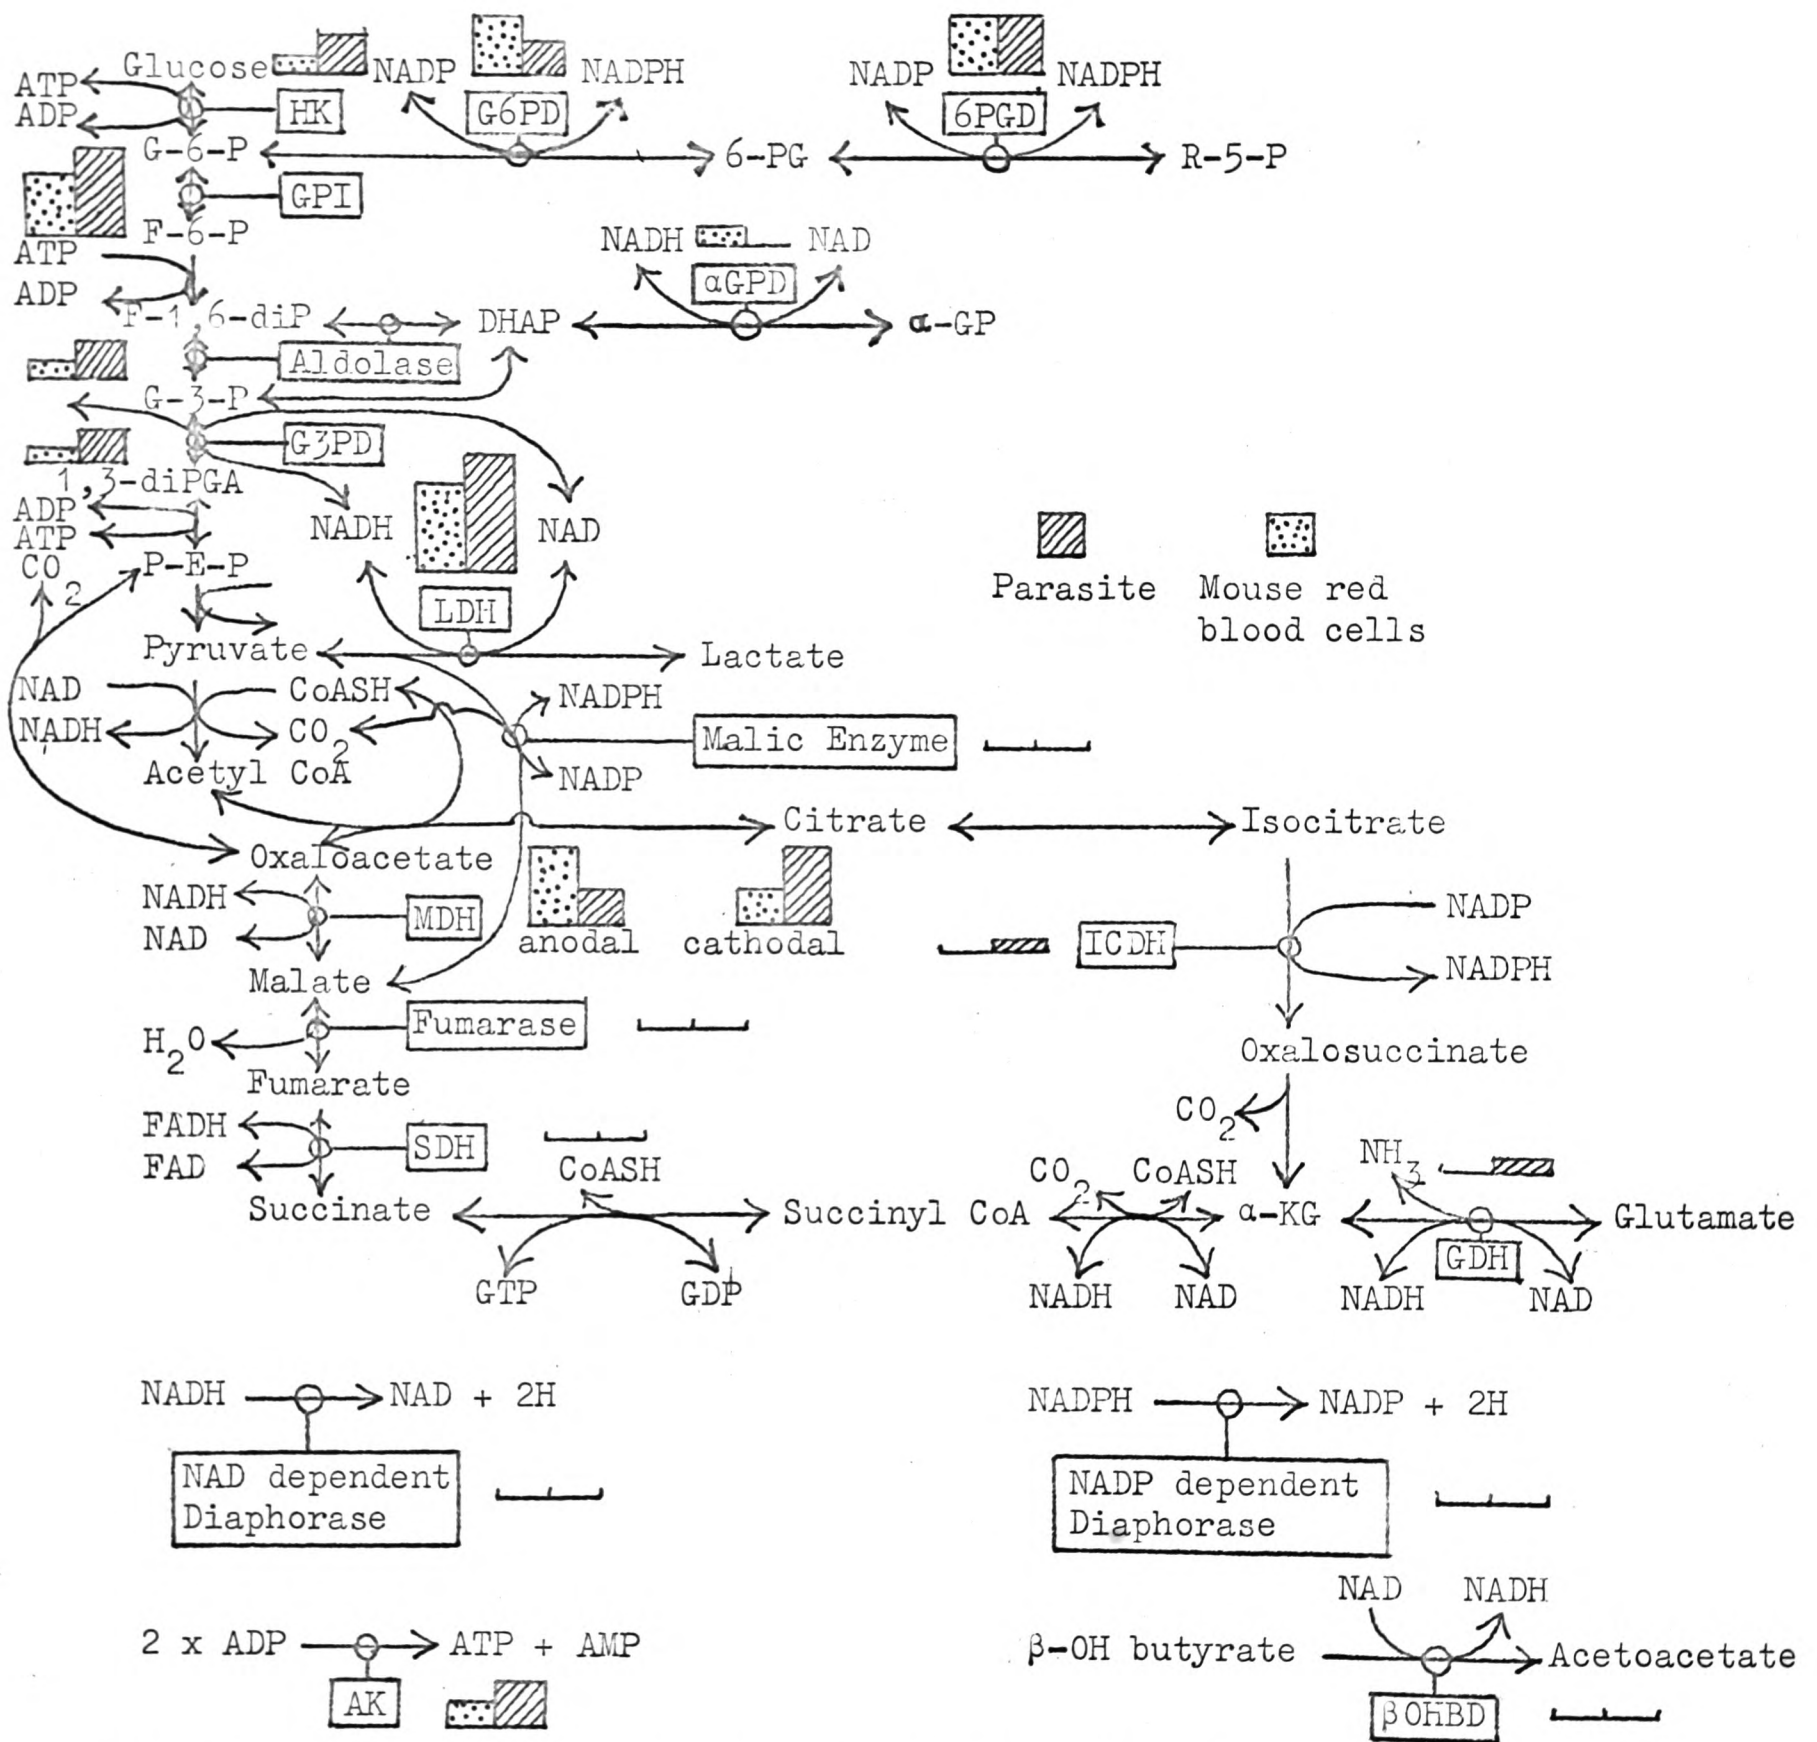 Glucose
NADP
NADPH
NADP
NADPH
ATP
ADP
HK
G6PD
6PGD
G-6-P
6-PG
R-5-P
GPI
F-6-P
ATP
ADP
NADH
NAD
αGPD
F-1,6-diP
DHAP
α-GP
Aldolase
G-3-P
G3PD
1,3-diPGA
ADP
ATP
NADH
NAD
CO2
P-E-P
LDH
Parasite
Mouse red
blood cells
Pyruvate
Lactate
NAD
CoASH
NADPH
NADH
CO2
Malic Enzyme
Acetyl CoA
NADP
Citrate
Isocitrate
Oxaloacetate
NADH
MDH
NAD
anodal
cathodal
ICDH
NADP
NADPH
Malate
Fumarase
H2O
Oxalosuccinate
Fumarate
CO2
FADH
SDH
FAD
CoASH
CO2
CoASH
NH3
Succinate
Succinyl CoA
α-KG
Glutamate
GDH
GTP
GDP
NADH
NAD
NADH
NAD
NADH
NAD + 2H
NADPH
NADP + 2H
NAD dependent
Diaphorase
NADP dependent
Diaphorase
NAD
NADH
2 x ADP
ATP + AMP
β-OH butyrate
Acetoacetate
AK
βOHBD